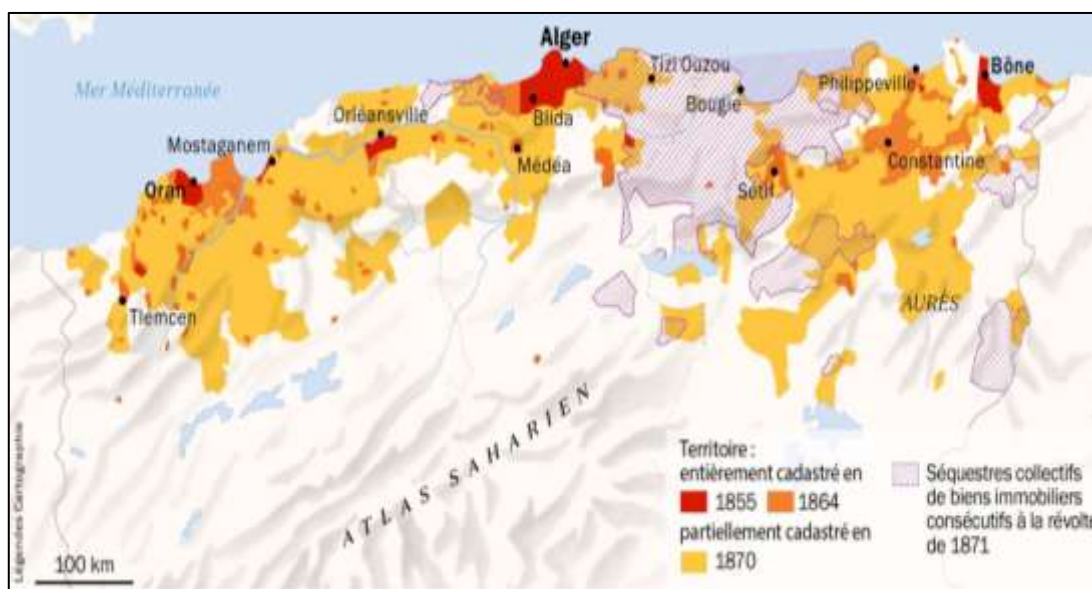 Alger
Mer Méditerranée
Tizi Ouzou
Philippeville
Bône
Orléansville
Blida
Bougie
Mostaganem
Médéa
Constantine
Oran
Sétif
Tlemcen
AURÈS
ATLAS SAHARIEN
Territoire :
entièrement cadastré en
1855
1864
partiellement cadastré en
1870
Séquestres collectifs
de biens immobiliers
consécutifs à la révolte
de 1871
Légendes Cartographie
100 km